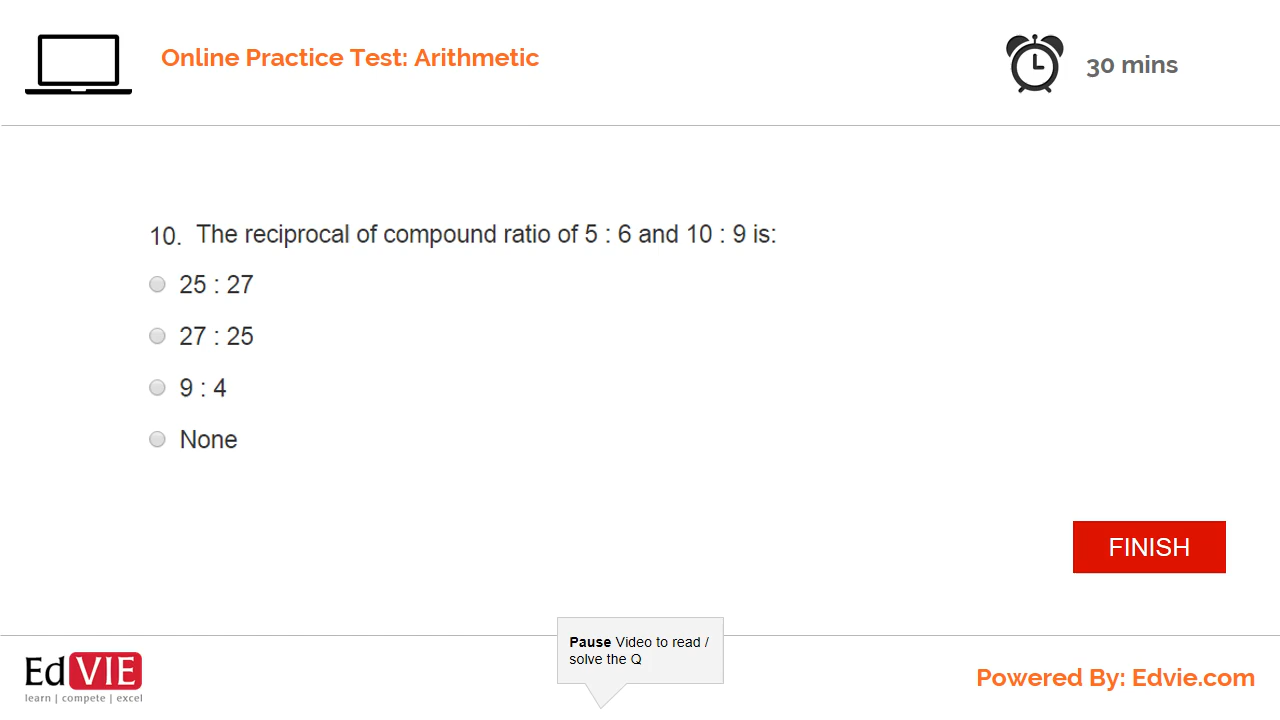 Online Practice Test: Arithmetic
30 mins
10. The reciprocal of compound ratio of 5 : 6 and 10 : 9 is:
25 : 27
27 : 25
9 : 4
None
FINISH
Pause Video to read /
solve the Q
EdVIE
learn | compete | excel
Powered By: Edvie.com